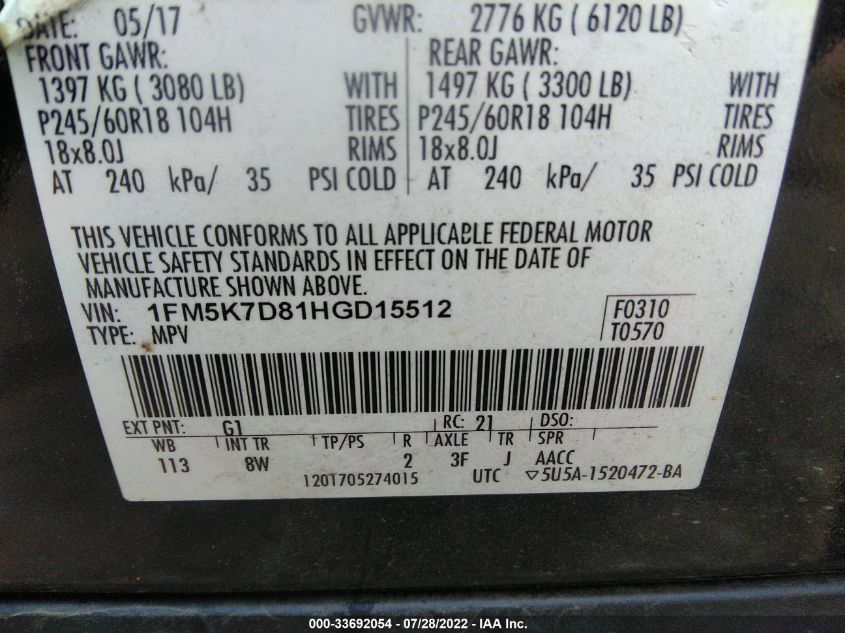 DATE: 05/17 GVWR: 2776 KG ( 6120 LB)
FRONT GAWR: REAR GAWR:
1397 KG ( 3080 LB) WITH 1497 KG ( 3300 LB) WITH
P245/60R18 104H TIRES P245/60R18 104H TIRES
18x8.0J RIMS 18x8.0J RIMS
AT 240 kPa/ 35 PSI COLD AT 240 kPa/ 35 PSI COLD
THIS VEHICLE CONFORMS TO ALL APPLICABLE FEDERAL MOTOR
VEHICLE SAFETY STANDARDS IN EFFECT ON THE DATE OF
MANUFACTURE SHOWN ABOVE.
VIN: 1FM5K7D81HGD15512 F0310
TYPE: MPV T0570
EXT PNT: G1 RC: 21 DSO:
WB INT TR TP/PS R AXLE TR SPR
113 8W 2 3F J AACC
1201705274015 UTC ▽5U5A-1520472-BA
000-33692054 / 07/28/2022 - IAA Inc.